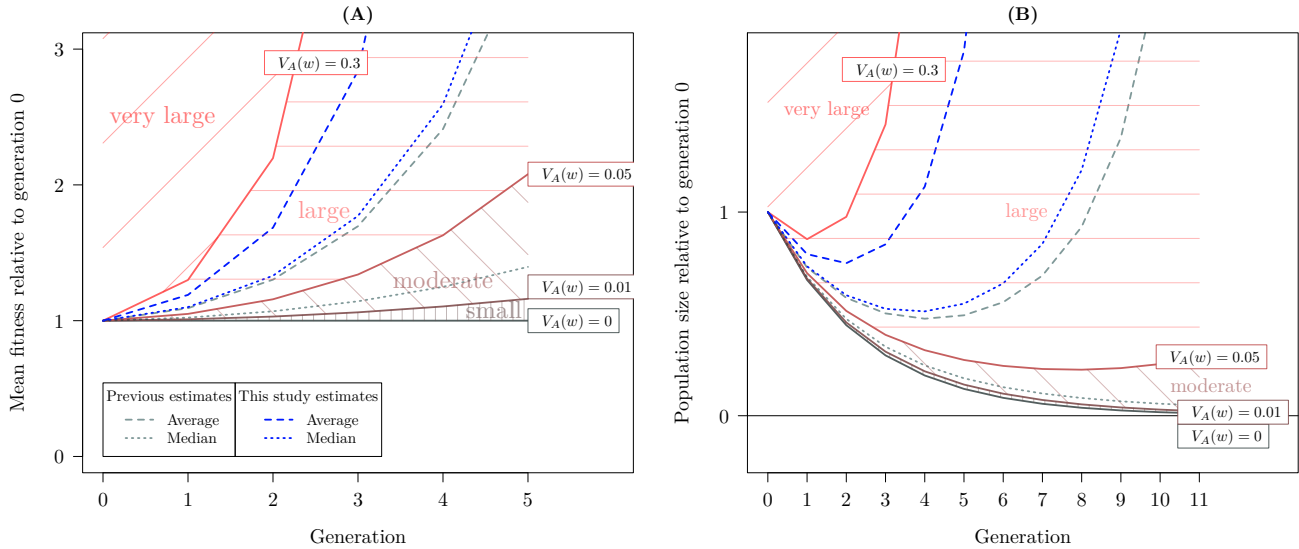 (A)
Mean fitness relative to generation 0
3
2
1
0
V_A(w) = 0.3
very large
large
V_A(w) = 0.05
moderate
V_A(w) = 0.01
small
V_A(w) = 0
Previous estimates
Average
Median
This study estimates
Average
Median
0 1 2 3 4 5
Generation
(B)
Population size relative to generation 0
1
0
V_A(w) = 0.3
very large
large
V_A(w) = 0.05
moderate
V_A(w) = 0.01
V_A(w) = 0
0 1 2 3 4 5 6 7 8 9 10 11
Generation